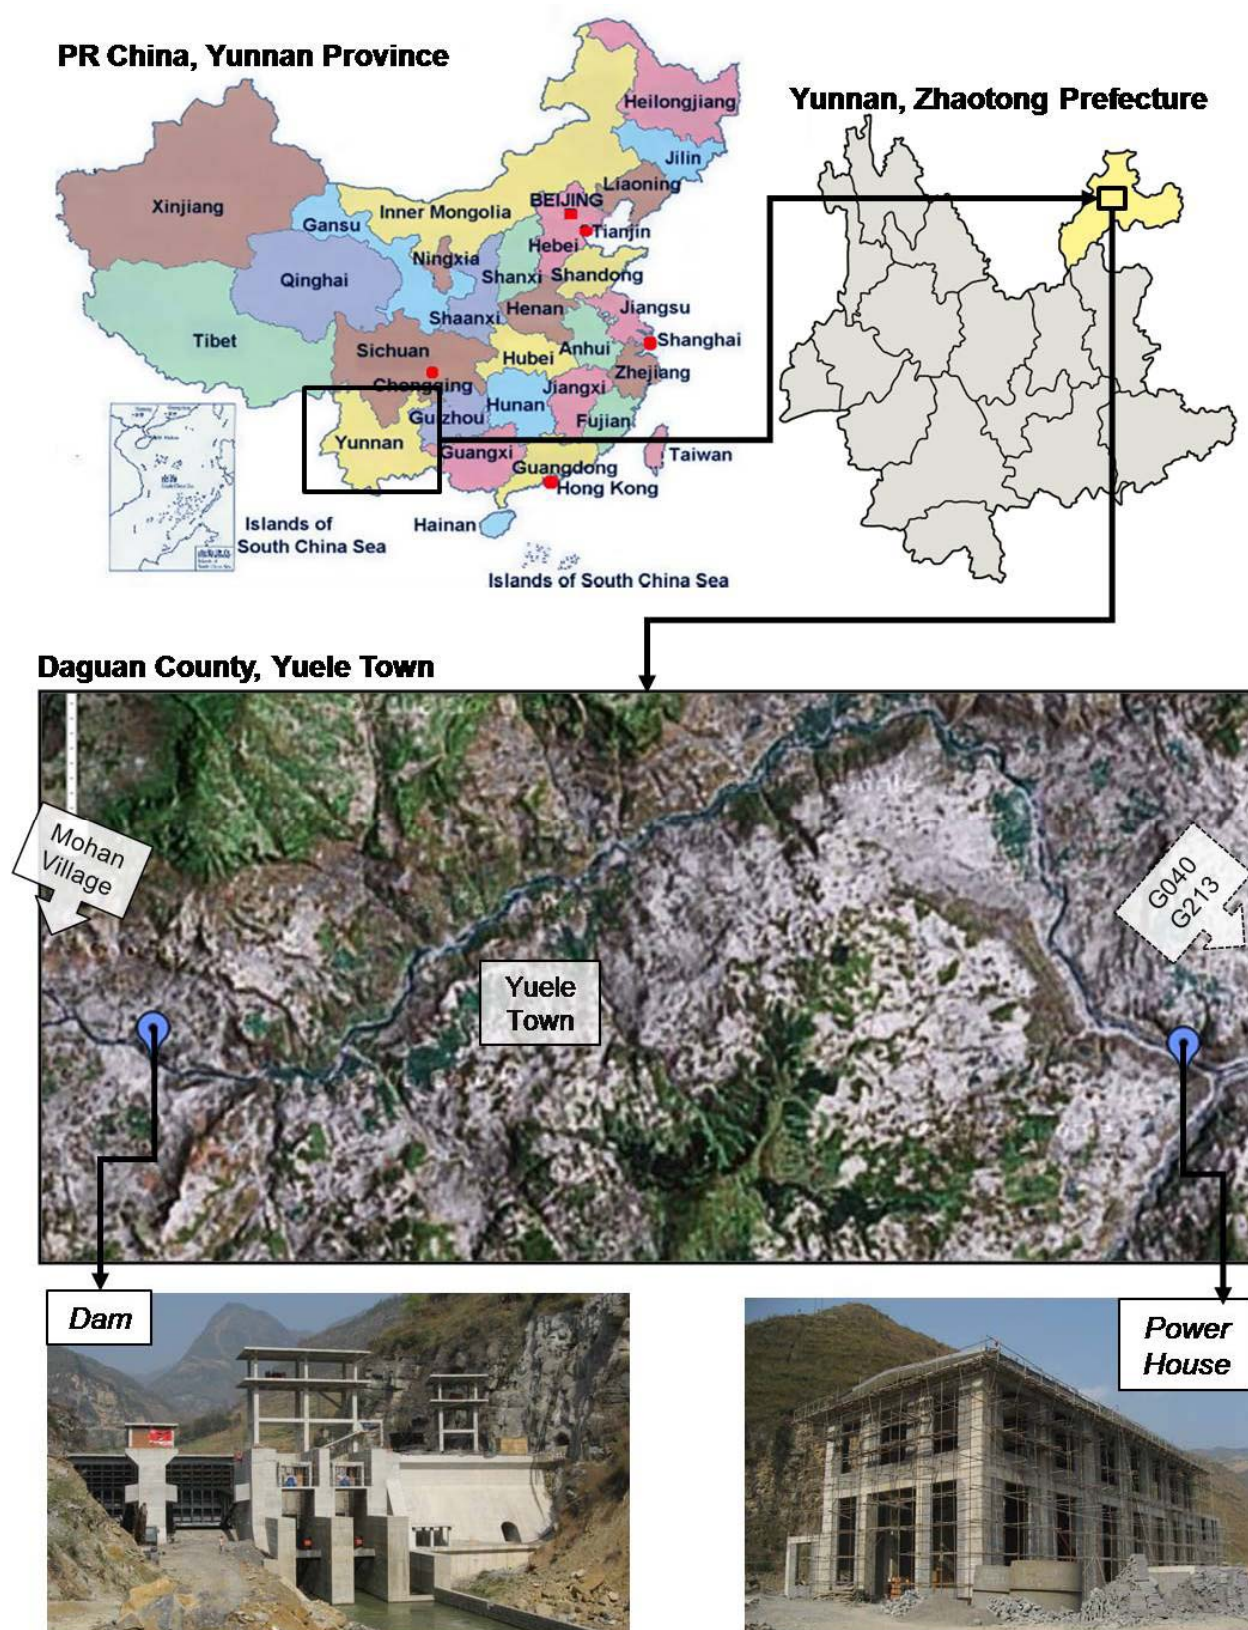 PR China, Yunnan Province
Yunnan, Zhaotong Prefecture
Heilongjiang
Jilin
Liaoning
Xinjiang
Inner Mongolia
BEIJING
Gansu
Tianjin
Hebei
Ningxia
Shanxi
Shandong
Qinghai
Henan
Jiangsu
Shaanxi
Tibet
Sichuan
Hubei
Anhui
Shanghai
Zhejiang
Chongqing
Hunan
Jiangxi
Guizhou
Fujian
Yunnan
Guangxi
Taiwan
Guangdong
Hong Kong
Hainan
Islands of
South China Sea
Islands of South China Sea
Daguan County, Yuele Town
Mohan
Village
G040
G213
Yuele
Town
Dam
Power
House